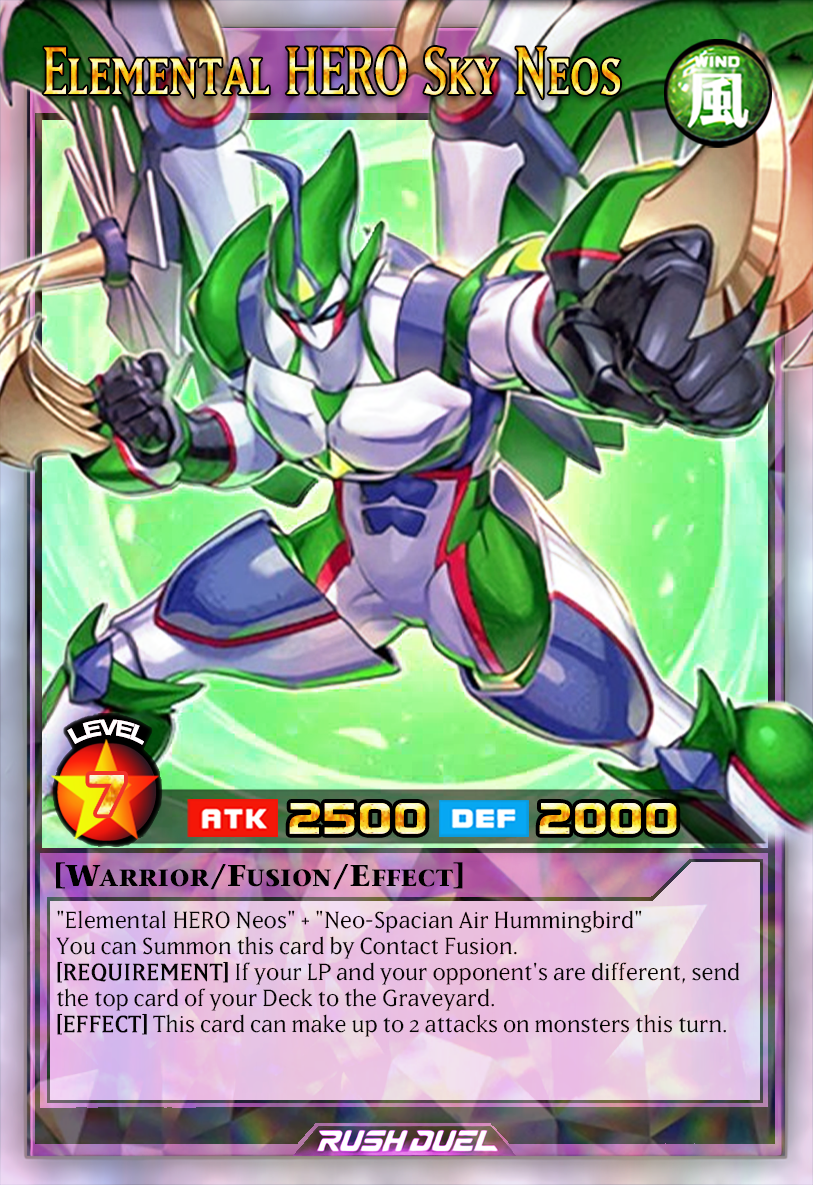 Elemental HERO Sky Neos
WIND
風
LEVEL
7
ATK 2500 DEF 2000
[Warrior/Fusion/Effect]
"Elemental HERO Neos" + "Neo-Spacian Air Hummingbird"
You can Summon this card by Contact Fusion.
[REQUIREMENT] If your LP and your opponent's are different, send
the top card of your Deck to the Graveyard.
[EFFECT] This card can make up to 2 attacks on monsters this turn.
RUSH DUEL